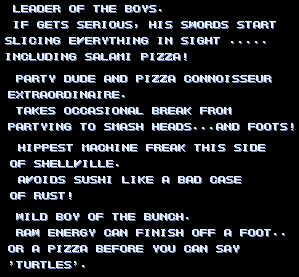 LEADER OF THE BOYS.
IF GETS SERIOUS, HIS SWORDS START
SLICING EVERYTHING IN SIGHT .....
INCLUDING SALAMI PIZZA!
PARTY DUDE AND PIZZA CONNOISSEUR
EXTRAORDINAIRE.
TAKES OCCASIONAL BREAK FROM
PARTYING TO SMASH HEADS...AND FOOTS!
HIPPEST MACHINE FREAK THIS SIDE
OF SHELLVILLE.
AVOIDS SUSHI LIKE A BAD CASE
OF RUST!
WILD BOY OF THE BUNCH.
RAW ENERGY CAN FINISH OFF A FOOT..
OR A PIZZA BEFORE YOU CAN SAY
'TURTLES'.